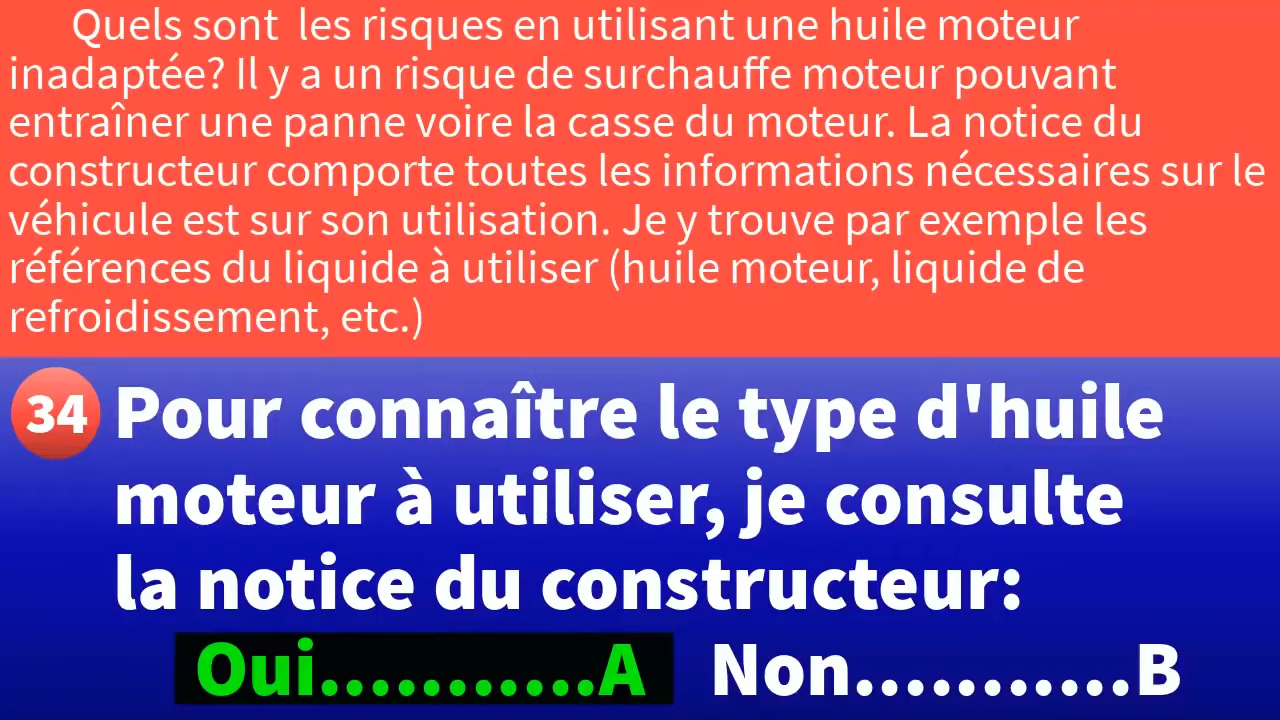 Quels sont les risques en utilisant une huile moteur
inadaptée? Il y a un risque de surchauffe moteur pouvant
entraîner une panne voire la casse du moteur. La notice du
constructeur comporte toutes les informations nécessaires sur le
véhicule est sur son utilisation. Je y trouve par exemple les
références du liquide à utiliser (huile moteur, liquide de
refroidissement, etc.)
34 Pour connaître le type d'huile
moteur à utiliser, je consulte
la notice du constructeur:
Oui...........A Non...........B